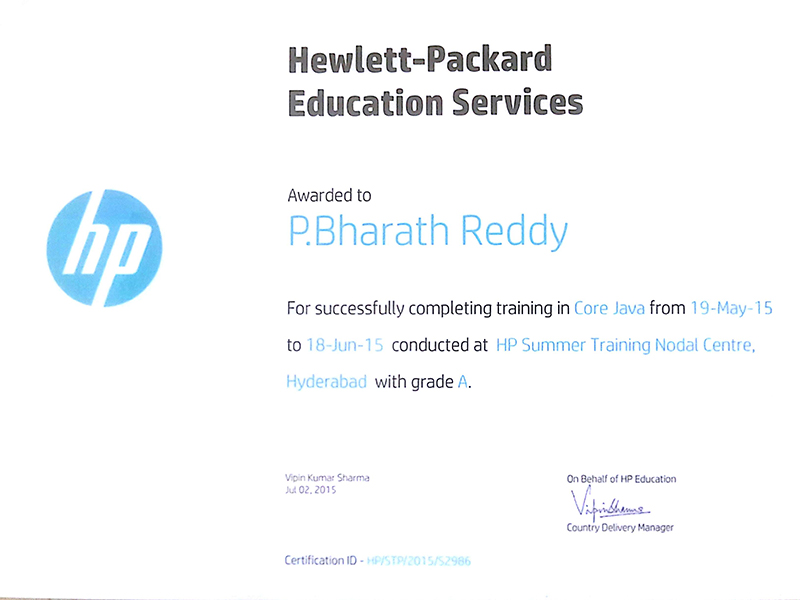 Hewlett-Packard
Education Services
hp
Awarded to
P.Bharath Reddy
For successfully completing training in Core Java from 19-May-15
to 18-Jun-15 conducted at HP Summer Training Nodal Centre,
Hyderabad with grade A.
Vipin Kumar Sharma
Jul 02, 2015
On Behalf of HP Education
VipinSharma
Country Delivery Manager
Certification ID - HP/STP/2015/52986